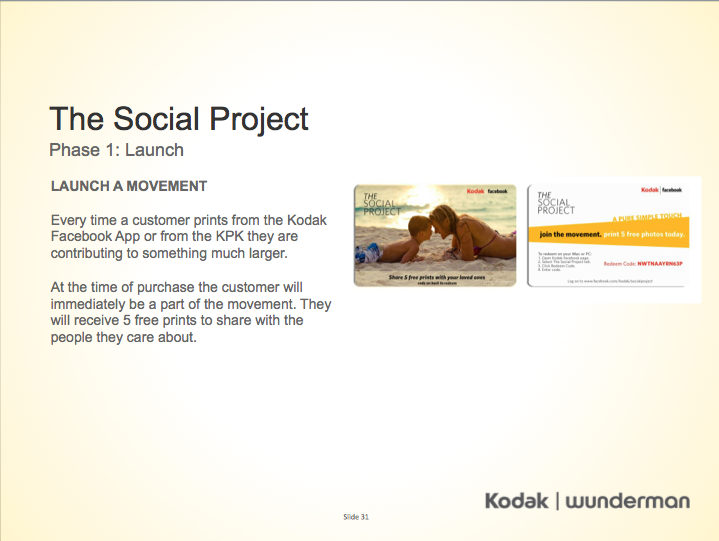 The Social Project
Phase 1: Launch
LAUNCH A MOVEMENT
Every time a customer prints from the Kodak
Facebook App or from the KPK they are
contributing to something much larger.
At the time of purchase the customer will
immediately be a part of the movement. They
will receive 5 free prints to share with the
people they care about.
THE
SOCIAL
PROJECT
Kodak | facebook
Share 5 free prints with your loved ones
code on back to redeem
THE
SOCIAL
PROJECT
Kodak | facebook
A PURE SIMPLE TOUCH
join the movement. print 5 free photos today.
To redeem on your Mac or PC:
1. Open Kodak Facebook page.
2. Select The Social Project tab.
3. Click Redeem Code.
4. Enter code.
Redeem Code: NWTNAAYRN63P
Log on to www.facebook.com/kodak/socialproject
Kodak | wunderman
Slide 31